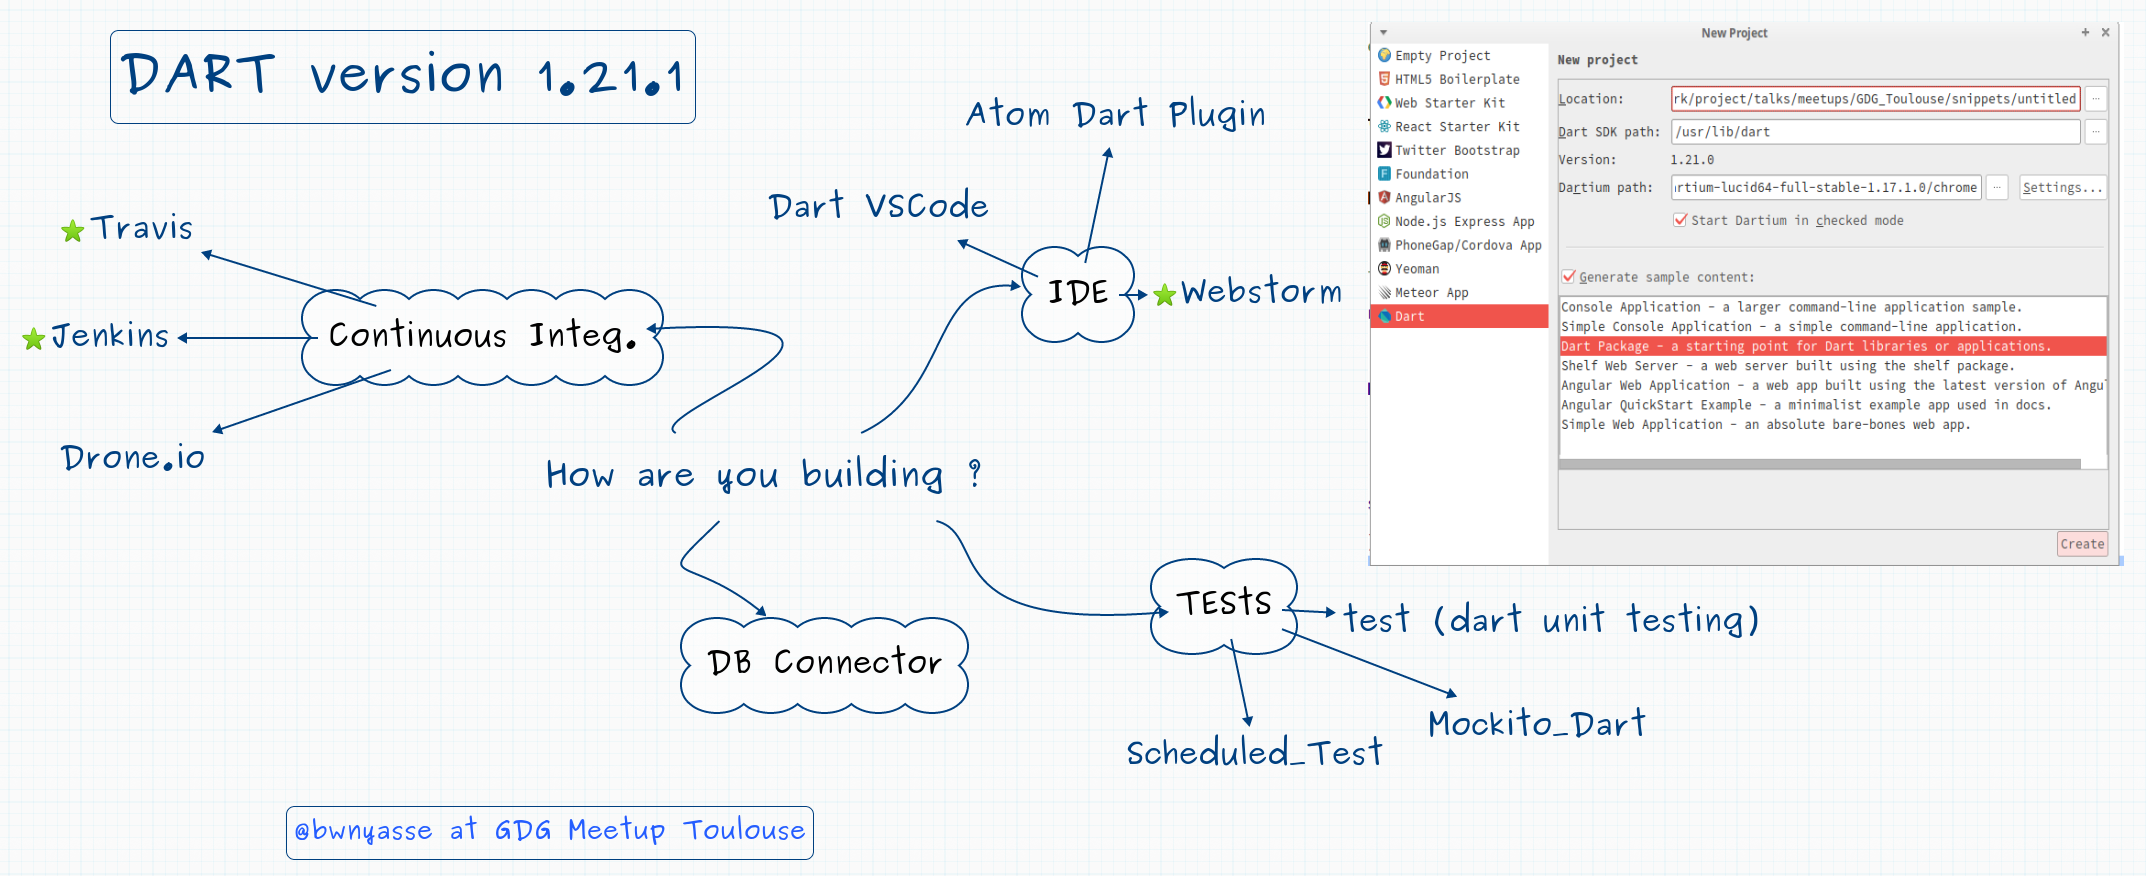 DART version 1.21.1
Atom Dart Plugin
Dart VSCode
Travis
IDE
Webstorm
Jenkins
Continuous Integ.
Drone.io
How are you building ?
TEStS
test (dart unit testing)
DB Connector
Mockito_Dart
Scheduled_Test
@bwnyasse at GDG Meetup Toulouse
New Project
Empty Project
HTML5 Boilerplate
Web Starter Kit
React Starter Kit
Twitter Bootstrap
Foundation
AngularJS
Node.js Express App
PhoneGap/Cordova App
Yeoman
Meteor App
Dart
New project
Location: rk/project/talks/meetups/GDG_Toulouse/snippets/untitled ...
Dart SDK path: /usr/lib/dart ...
Version: 1.21.0
Dartium path: rtium-lucid64-full-stable-1.17.1.0/chrome ... Settings...
Start Dartium in checked mode
Generate sample content:
Console Application - a larger command-line application sample.
Simple Console Application - a simple command-line application.
Dart Package - a starting point for Dart libraries or applications.
Shelf Web Server - a web server built using the shelf package.
Angular Web Application - a web app built using the latest version of Angu
Angular QuickStart Example - a minimalist example app used in docs.
Simple Web Application - an absolute bare-bones web app.
Create